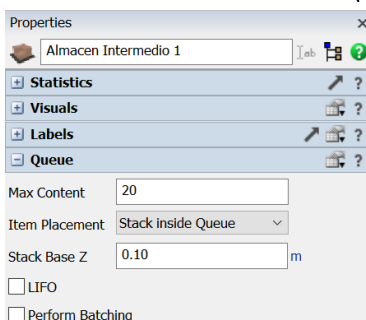 Properties ×
Almacen Intermedio 1
Statistics ?
Visuals ?
Labels ?
Queue ?
Max Content 20
Item Placement Stack inside Queue
Stack Base Z 0.10 m
LIFO
Perform Batching